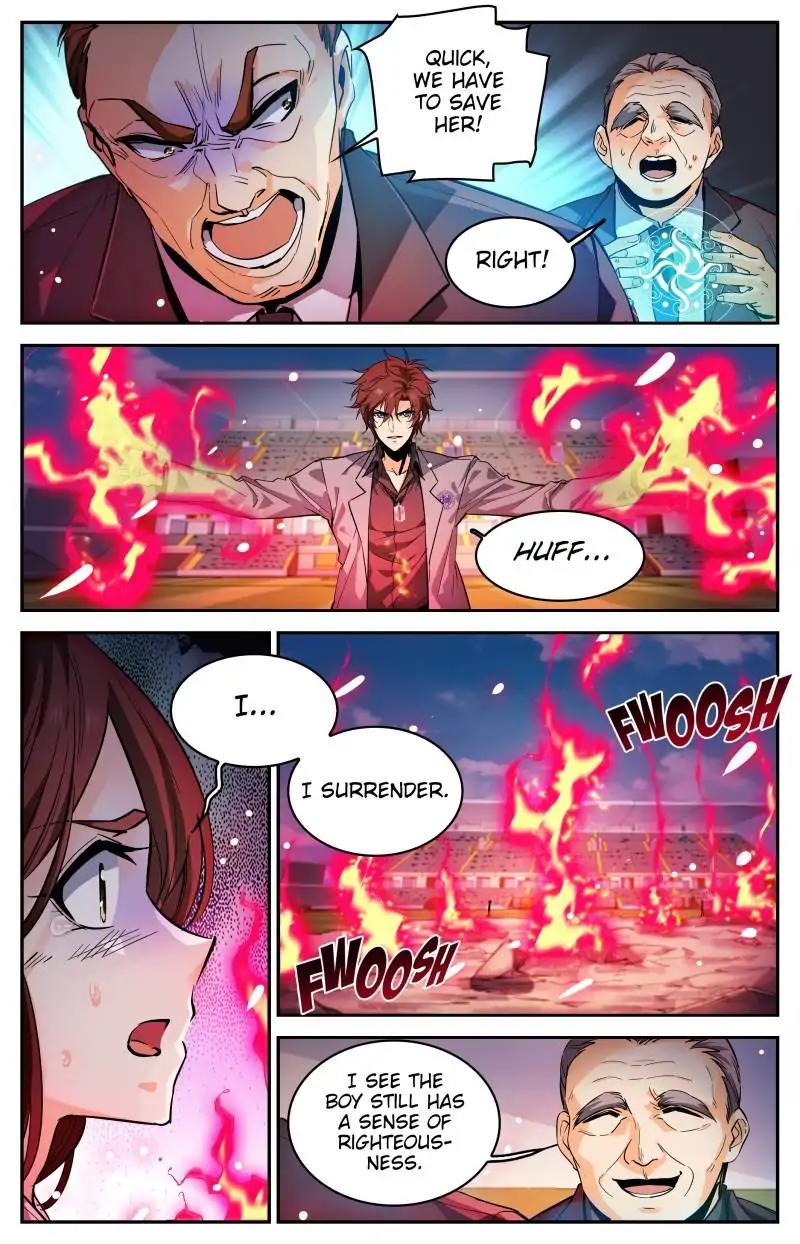 QUICK,
WE HAVE
TO SAVE
HER!
RIGHT!
HUFF...
I...
I SURRENDER.
FWOOSH
FWOOSH
I SEE THE
BOY STILL HAS
A SENSE OF
RIGHTEOUS-
NESS.